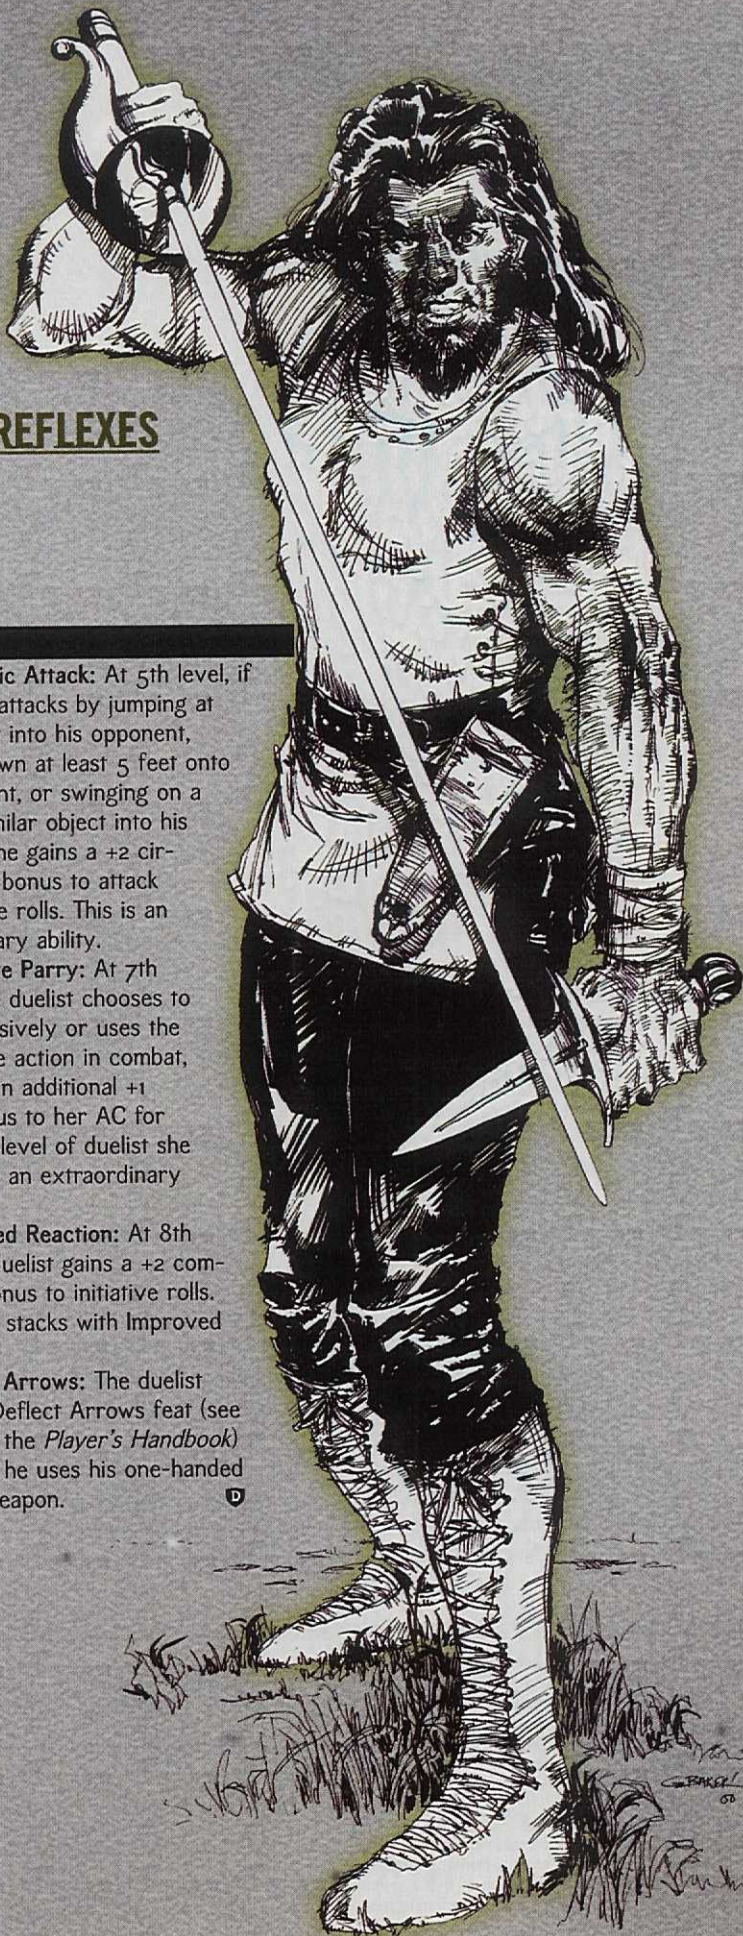 REFLEXES
ic Attack: At 5th level, if
attacks by jumping at
into his opponent,
wn at least 5 feet onto
nt, or swinging on a
milar object into his
he gains a +2 cir-
bonus to attack
e rolls. This is an
ary ability.
e Parry: At 7th
e duelist chooses to
sively or uses the
e action in combat,
n additional +1
us to her AC for
level of duelist she
an extraordinary
ed Reaction: At 8th
uelist gains a +2 com-
onus to initiative rolls.
stacks with Improved
Arrows: The duelist
Deflect Arrows feat (see
the Player's Handbook)
he uses his one-handed
eapon. D
G BAKER
00